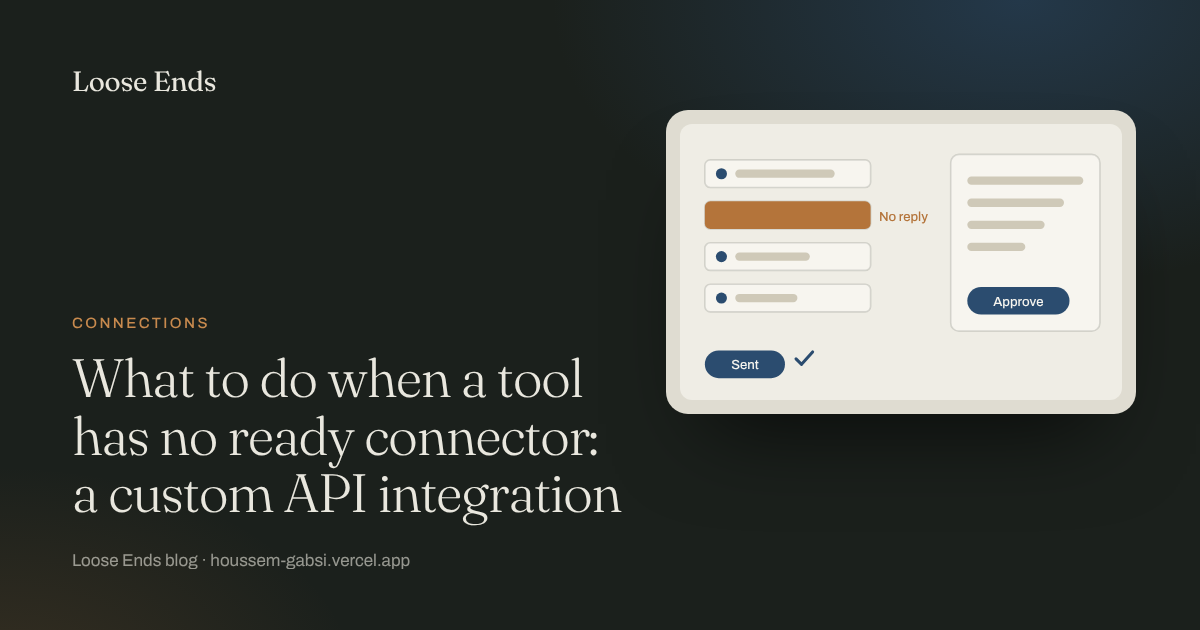 Loose Ends
CONNECTIONS
What to do when a tool
has no ready connector:
a custom API integration
Loose Ends blog · houssem-gabsi.vercel.app
No reply
Approve
Sent